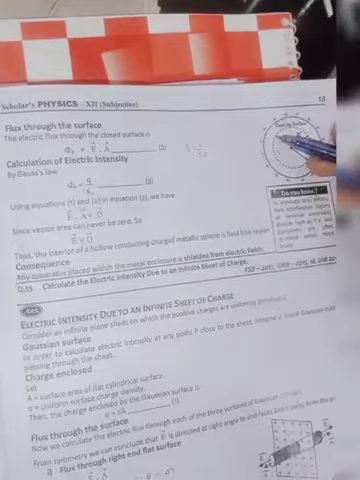 Scholar's PHYSICS - XII (Subjective)
15
Flux through the surface
The electric flux through the closed surface is
Φe = E⃗ . A⃗ ________ (1)
Calculation of Electric Intensity
By Gauss's law
Using equations (1) and (2) in equation (3), we have
E⃗ . A⃗ = O⃗
Since vector area can never be zero. So
E⃗ = O⃗
Thus, the interior of a hollow conducting charged metallic sphere is field free region.
Consequence
Any apparatus placed within the metal enclosure is shielded from electric fields.
Do you know?
Q.13 Calculate the Electric Intensity Due to an Infinite Sheet of Charge.
Ans.
ELECTRIC INTENSITY DUE TO AN INFINITE SHEET OF CHARGE
Consider an infinite plane sheet on which the positive charges are uniformly distributed.
Gaussian surface
In order to calculate electric intensity at any point P close to the sheet. Imagine a closed Gaussian
passing through the sheet.
Charge enclosed
Let
A = surface area of flat cylindrical surface.
σ = uniform surface charge density.
Then, the charge enclosed by the Gaussian surface is
q = σA ________ (1)
Flux through the surface
Now we calculate the electric flux through each of the three surfaces of Gaussian
From symmetry we can conclude that E⃗ is directed at right angle to end faces and
i) Flux through right end flat surface